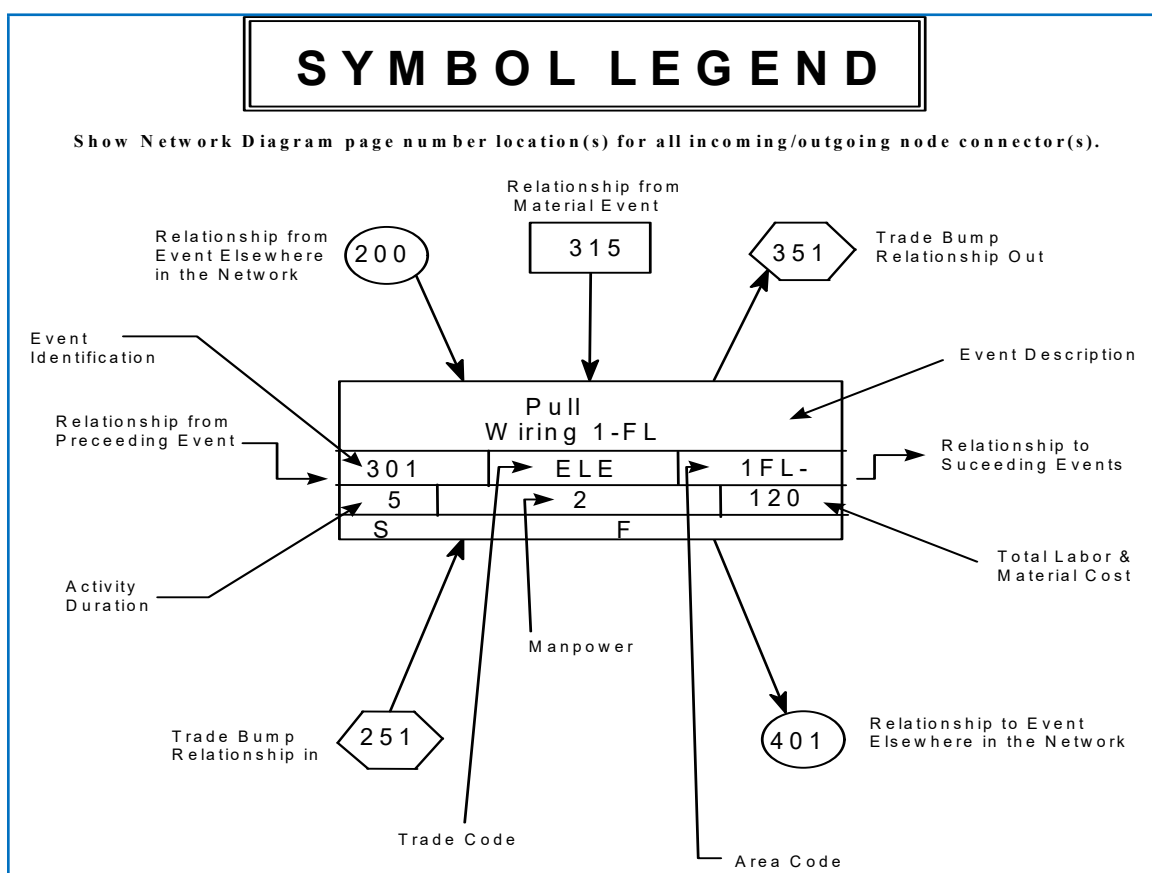 SYMBOL LEGEND
Show Network Diagram page number location(s) for all incoming/outgoing node connector(s).
Relationship from
Material Event
315
Relationship from
Event Elsewhere
in the Network
200
351
Trade Bump
Relationship Out
Event
Identification
Event Description
Pull
Wiring 1-FL
Relationship from
Preceeding Event
301
ELE
1FL-
Relationship to
Suceeding Events
5
2
120
S
F
Activity
Duration
Total Labor &
Material Cost
Manpower
Trade Bump
Relationship in
251
401
Relationship to Event
Elsewhere in the Network
Trade Code
Area Code